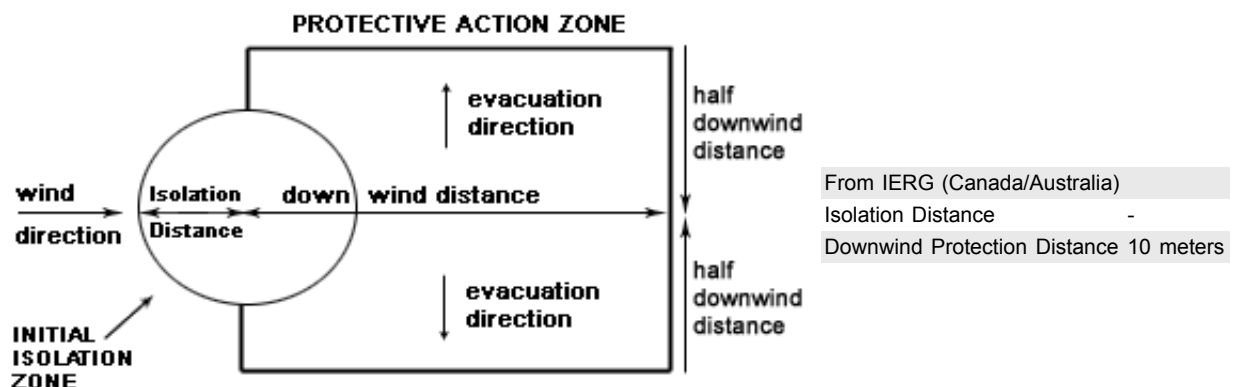 PROTECTIVE ACTION ZONE
evacuation
direction
half
downwind
distance
wind
direction
Isolation
Distance
down wind distance
evacuation
direction
half
downwind
distance
INITIAL
ISOLATION
ZONE
From IERG (Canada/Australia)
Isolation Distance -
Downwind Protection Distance 10 meters